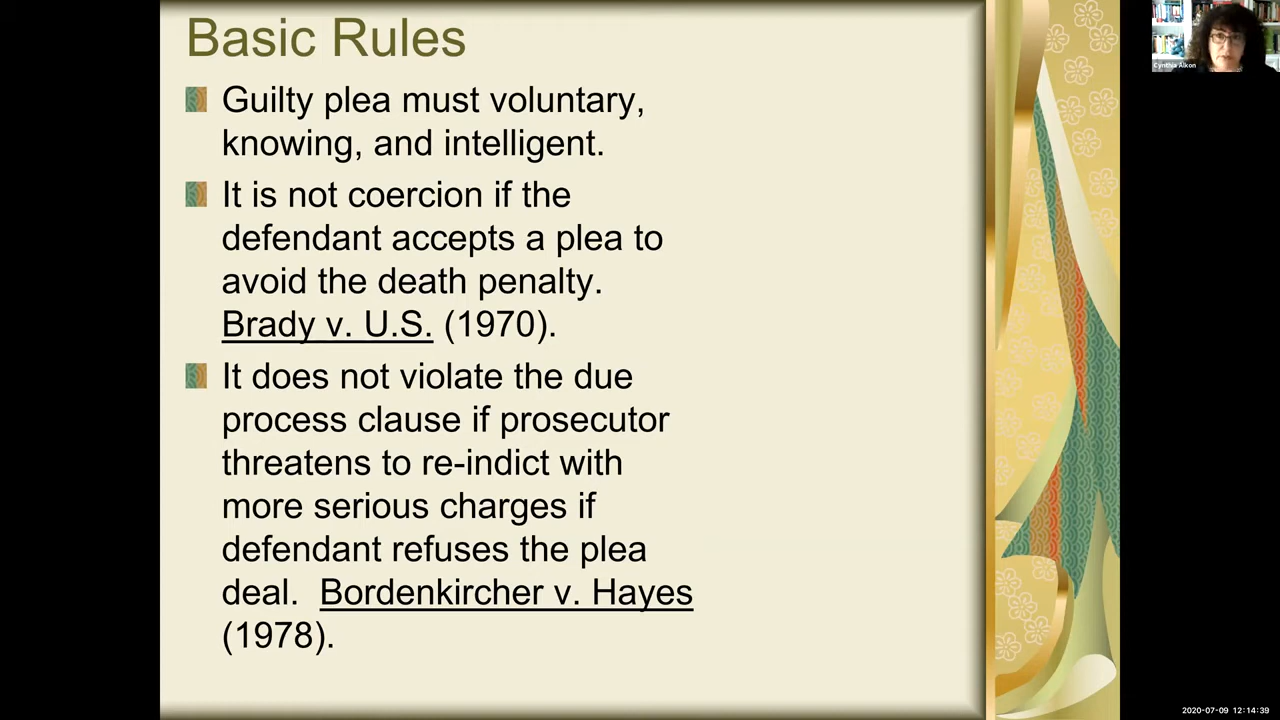 Basic Rules
Guilty plea must voluntary,
knowing, and intelligent.
It is not coercion if the
defendant accepts a plea to
avoid the death penalty.
Brady v. U.S. (1970).
It does not violate the due
process clause if prosecutor
threatens to re-indict with
more serious charges if
defendant refuses the plea
deal.  Bordenkircher v. Hayes
(1978).
Cynthia Alkon
2020-07-09 12:14:39